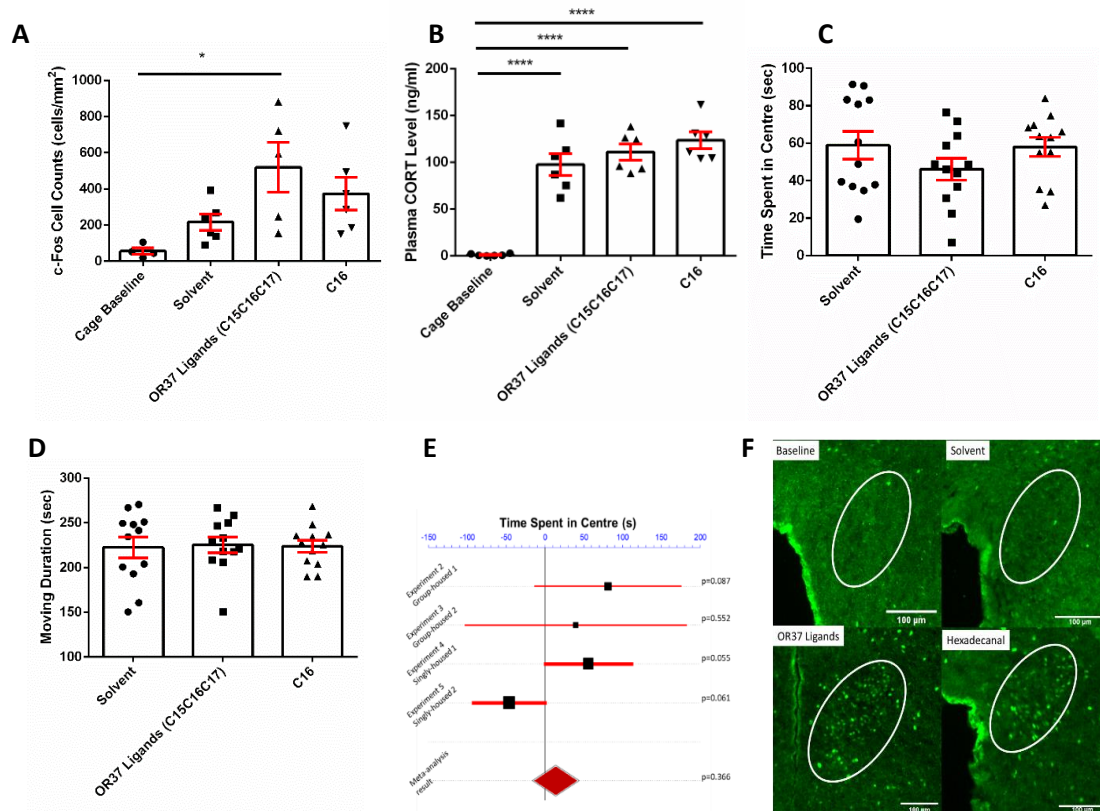 A
*
c-Fos Cell Counts (cells/mm²)
1000
800
600
400
200
0
Cage Baseline
Solvent
OR37 Ligands (C15C16C17)
C16
B
****
****
****
Plasma CORT Level (ng/ml)
200
150
100
50
0
Cage Baseline
Solvent
OR37 Ligands (C15C16C17)
C16
C
Time Spent in Centre (sec)
100
80
60
40
20
0
Solvent
OR37 Ligands (C15C16C17)
C16
D
Moving Duration (sec)
300
250
200
150
100
Solvent
OR37 Ligands (C15C16C17)
C16
E
Time Spent in Centre (s)
-150 -100 -50 0 50 100 150 200
Experiment 2
Group-housed 1
p=0.087
Experiment 3
Group-housed 2
p=0.552
Experiment 4
Singly-housed 1
p=0.055
Experiment 5
Singly-housed 2
p=0.061
Meta-analysis
result
p=0.366
F
Baseline
100 µm
Solvent
100 µm
OR37 Ligands
100 µm
Hexadecanal
100 µm